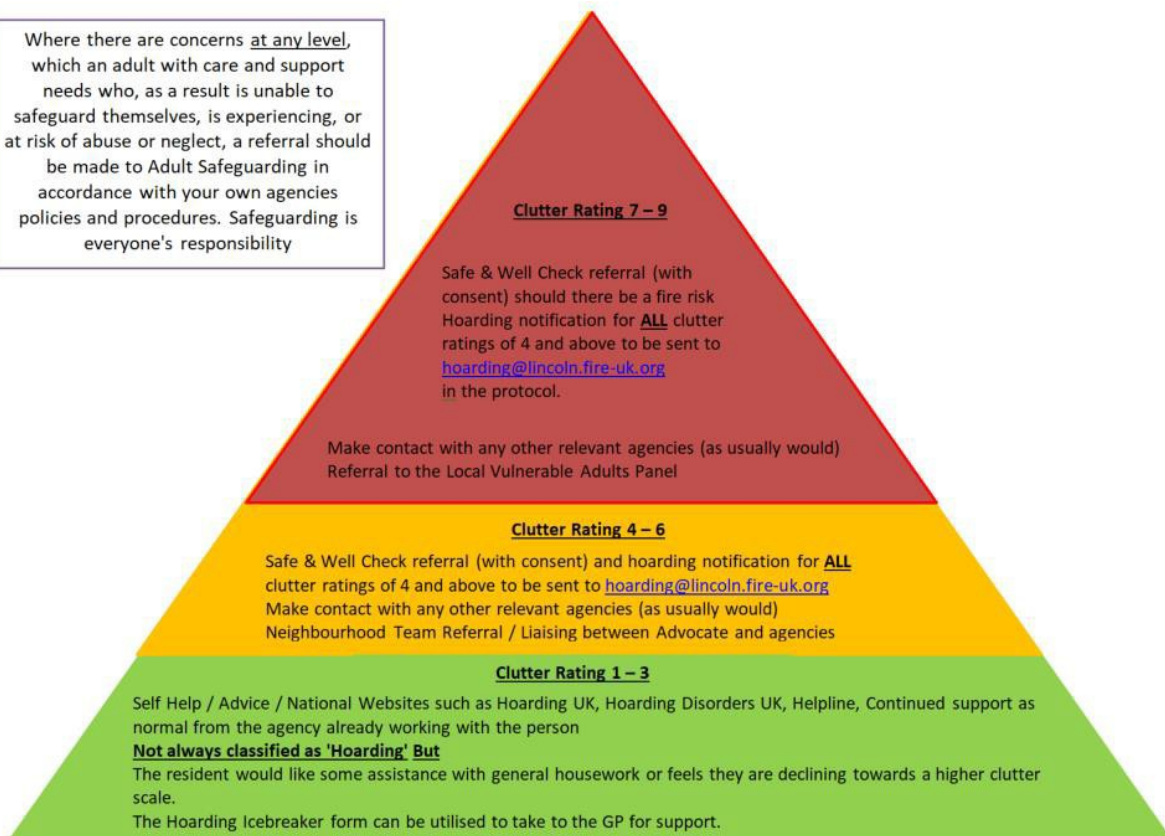 Where there are concerns at any level,
which an adult with care and support
needs who, as a result is unable to
safeguard themselves, is experiencing, or
at risk of abuse or neglect, a referral should
be made to Adult Safeguarding in
accordance with your own agencies
policies and procedures. Safeguarding is
everyone's responsibility
Clutter Rating 7 – 9
Safe & Well Check referral (with
consent) should there be a fire risk
Hoarding notification for ALL clutter
ratings of 4 and above to be sent to
hoarding@lincoln.fire-uk.org
in the protocol.
Make contact with any other relevant agencies (as usually would)
Referral to the Local Vulnerable Adults Panel
Clutter Rating 4 – 6
Safe & Well Check referral (with consent) and hoarding notification for ALL
clutter ratings of 4 and above to be sent to hoarding@lincoln.fire-uk.org
Make contact with any other relevant agencies (as usually would)
Neighbourhood Team Referral / Liaising between Advocate and agencies
Clutter Rating 1 – 3
Self Help / Advice / National Websites such as Hoarding UK, Hoarding Disorders UK, Helpline, Continued support as
normal from the agency already working with the person
Not always classified as 'Hoarding' But
The resident would like some assistance with general housework or feels they are declining towards a higher clutter
scale.
The Hoarding Icebreaker form can be utilised to take to the GP for support.